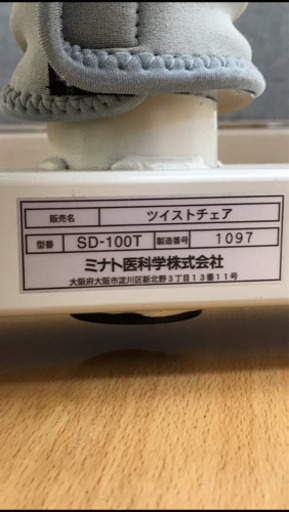 販売名 ツイストチェア
型番 SD-100T 製造番号 1097
ミナト医科学株式会社
大阪府大阪市淀川区新北野3丁目13番11号